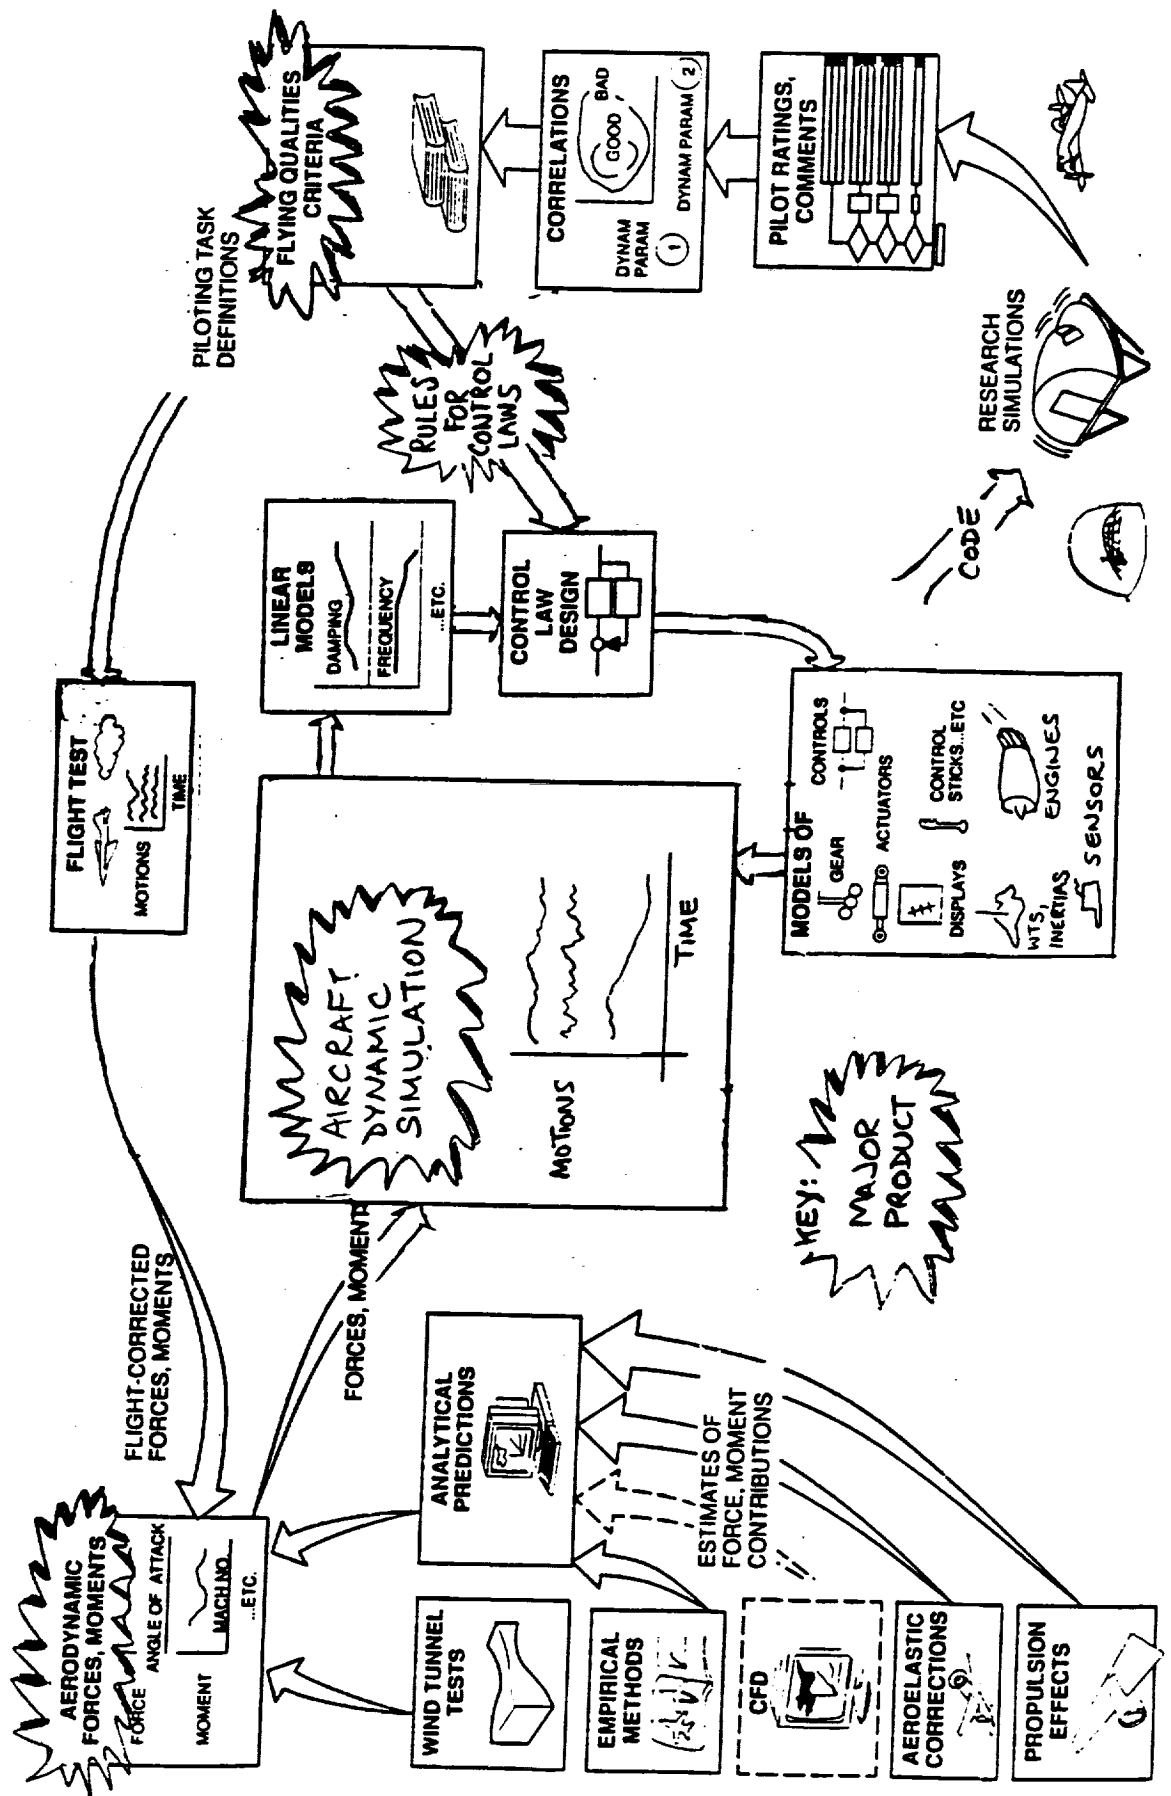 AERODYNAMIC
FORCES, MOMENTS
FORCE
ANGLE OF ATTACK
MOMENT
MACH NO.
...ETC.
FLIGHT-CORRECTED
FORCES, MOMENTS
FLIGHT TEST
MOTIONS
TIME
PILOTING TASK
DEFINITIONS
FLYING QUALITIES
CRITERIA
WIND TUNNEL
TESTS
EMPIRICAL
METHODS
CFD
AEROELASTIC
CORRECTIONS
PROPULSION
EFFECTS
ESTIMATES OF
FORCE, MOMENT
CONTRIBUTIONS
ANALYTICAL
PREDICTIONS
FORCES, MOMENT
AIRCRAFT
DYNAMIC
SIMULATION
MOTIONS
TIME
KEY:
MAJOR
PRODUCT
LINEAR
MODELS
DAMPING
FREQUENCY
...ETC.
CONTROL
LAW
DESIGN
RULES
FOR
CONTROL
LAWS
MODELS OF
GEAR
CONTROLS
ACTUATORS
DISPLAYS
CONTROL
STICKS...ETC
WTS,
INERTIAS
ENGINES
SENSORS
CODE
RESEARCH
SIMULATIONS
PILOT RATINGS,
COMMENTS
CORRELATIONS
DYNAM
PARAM
1
GOOD
BAD
DYNAM PARAM 2